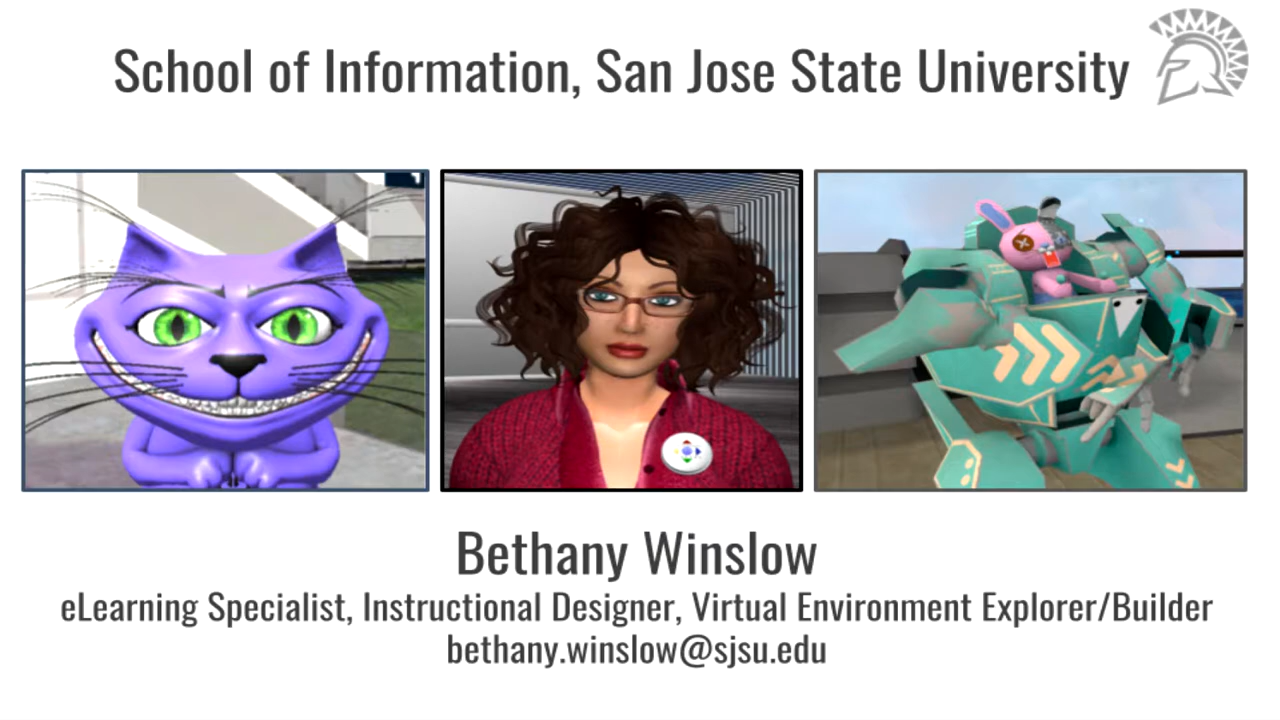 School of Information, San Jose State University
Bethany Winslow
eLearning Specialist, Instructional Designer, Virtual Environment Explorer/Builder
bethany.winslow@sjsu.edu